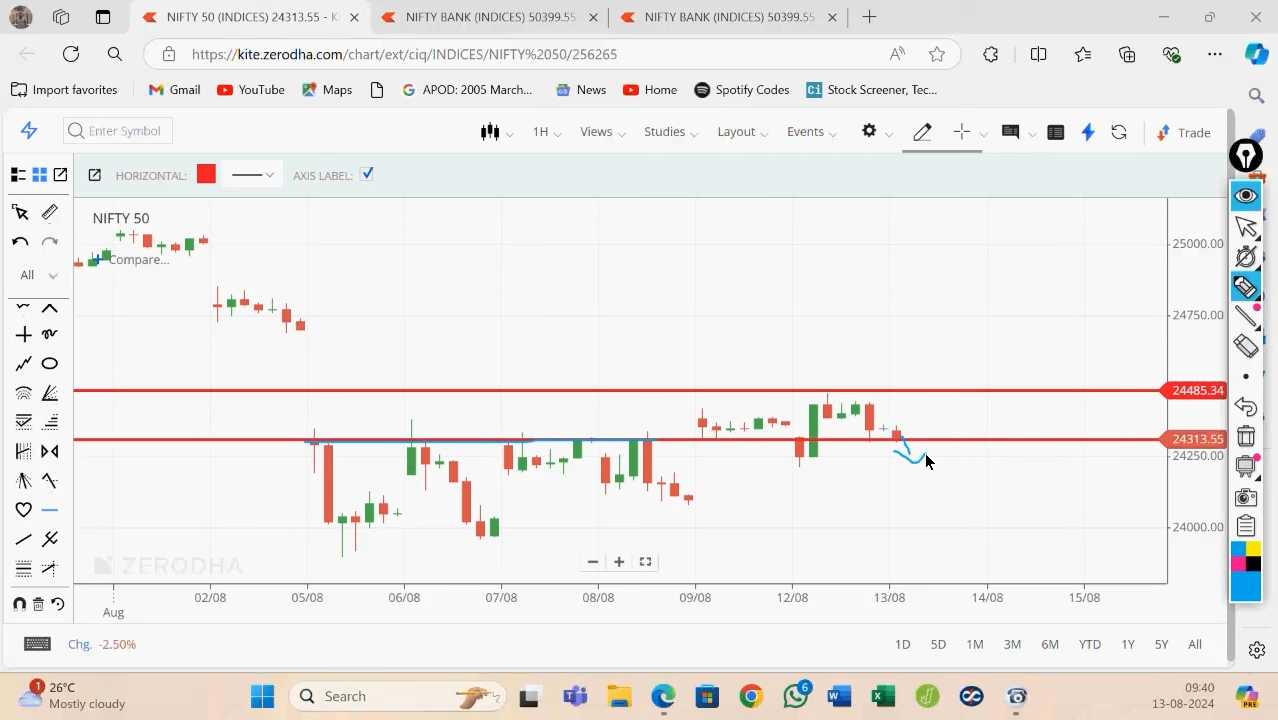 NIFTY 50 (INDICES) 24313.55 - K
NIFTY BANK (INDICES) 50399.55
NIFTY BANK (INDICES) 50399.55
https://kite.zerodha.com/chart/ext/ciq/INDICES/NIFTY%2050/256265
Import favorites
Gmail
YouTube
Maps
APOD: 2005 March...
News
Home
Spotify Codes
Stock Screener, Tec...
Enter Symbol
1H
Views
Studies
Layout
Events
Trade
HORIZONTAL:
AXIS LABEL:
NIFTY 50
Compare...
All
25000.00
24750.00
24485.34
24313.55
24250.00
24000.00
ZERODHA
02/08
05/08
06/08
07/08
08/08
09/08
12/08
13/08
14/08
15/08
Aug
Chg. -2.50%
1D
5D
1M
3M
6M
YTD
1Y
5Y
All
1
26°C
Mostly cloudy
Search
6
PRE
09:40
13-08-2024